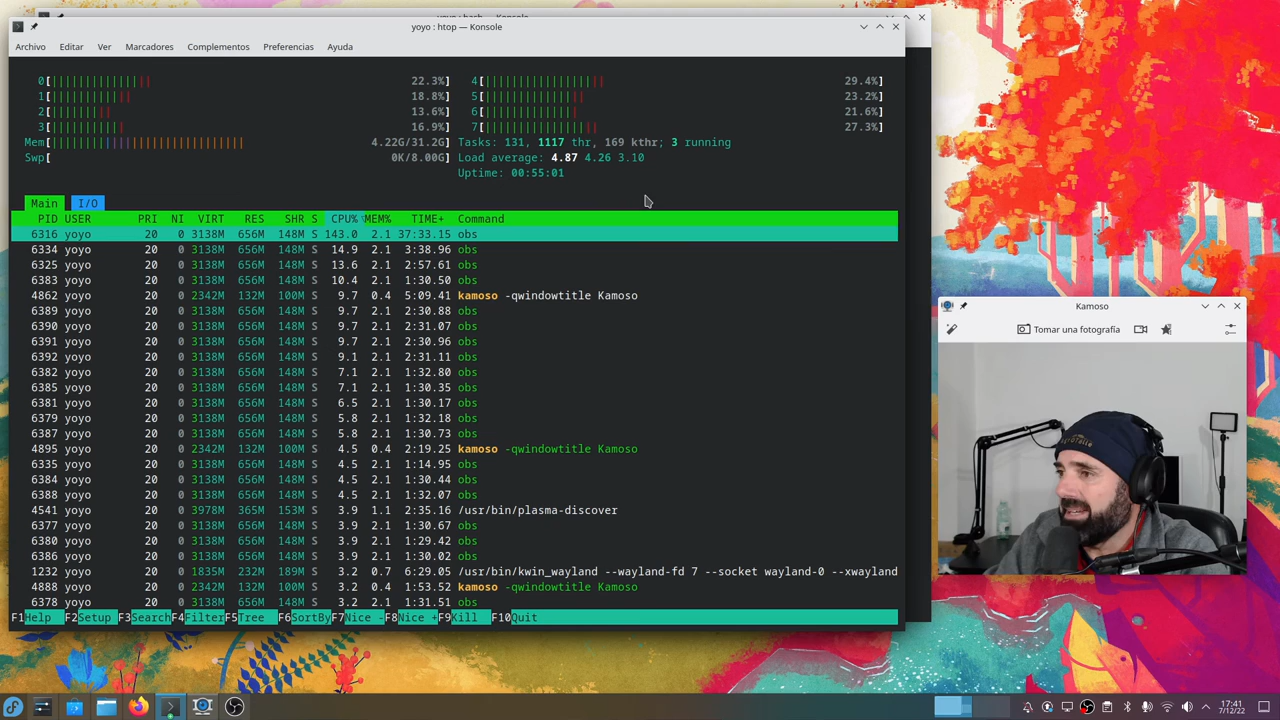 yoyo : htop — Konsole
Archivo Editar Ver Marcadores Complementos Preferencias Ayuda
0[ 22.3%] 4[ 29.4%]
1[ 18.8%] 5[ 23.2%]
2[ 13.6%] 6[ 21.6%]
3[ 16.9%] 7[ 27.3%]
Mem[ 4.22G/31.2G] Tasks: 131, 1117 thr, 169 kthr; 3 running
Swp[ 0K/8.00G] Load average: 4.87 4.26 3.10
Uptime: 00:55:01
Main I/O
PID USER PRI NI VIRT RES SHR S CPU%▽MEM% TIME+ Command
6316 yoyo 20 0 3138M 656M 148M S 143.0 2.1 37:33.15 obs
6334 yoyo 20 0 3138M 656M 148M S 14.9 2.1 3:38.96 obs
6325 yoyo 20 0 3138M 656M 148M S 13.6 2.1 2:57.61 obs
6383 yoyo 20 0 3138M 656M 148M S 10.4 2.1 1:30.50 obs
4862 yoyo 20 0 2342M 132M 100M S 9.7 0.4 5:09.41 kamoso -qwindowtitle Kamoso
6389 yoyo 20 0 3138M 656M 148M S 9.7 2.1 2:30.88 obs
6390 yoyo 20 0 3138M 656M 148M S 9.7 2.1 2:31.07 obs
6391 yoyo 20 0 3138M 656M 148M S 9.7 2.1 2:30.96 obs
6392 yoyo 20 0 3138M 656M 148M S 9.1 2.1 2:31.11 obs
6382 yoyo 20 0 3138M 656M 148M S 7.1 2.1 1:32.80 obs
6385 yoyo 20 0 3138M 656M 148M S 7.1 2.1 1:30.35 obs
6381 yoyo 20 0 3138M 656M 148M S 6.5 2.1 1:30.17 obs
6379 yoyo 20 0 3138M 656M 148M S 5.8 2.1 1:32.18 obs
6387 yoyo 20 0 3138M 656M 148M S 5.8 2.1 1:30.73 obs
4895 yoyo 20 0 2342M 132M 100M S 4.5 0.4 2:19.25 kamoso -qwindowtitle Kamoso
6335 yoyo 20 0 3138M 656M 148M S 4.5 2.1 1:14.95 obs
6384 yoyo 20 0 3138M 656M 148M S 4.5 2.1 1:30.44 obs
6388 yoyo 20 0 3138M 656M 148M S 4.5 2.1 1:32.07 obs
4541 yoyo 20 0 3978M 365M 153M S 3.9 1.1 2:35.16 /usr/bin/plasma-discover
6377 yoyo 20 0 3138M 656M 148M S 3.9 2.1 1:30.67 obs
6380 yoyo 20 0 3138M 656M 148M S 3.9 2.1 1:29.42 obs
6386 yoyo 20 0 3138M 656M 148M S 3.9 2.1 1:30.02 obs
1232 yoyo 20 0 1835M 232M 189M S 3.2 0.7 6:29.05 /usr/bin/kwin_wayland --wayland-fd 7 --socket wayland-0 --xwayland
4888 yoyo 20 0 2342M 132M 100M S 3.2 0.4 1:53.52 kamoso -qwindowtitle Kamoso
6378 yoyo 20 0 3138M 656M 148M S 3.2 2.1 1:31.51 obs
F1Help F2Setup F3SearchF4FilterF5Tree F6SortByF7Nice -F8Nice +F9Kill F10Quit
Kamoso
Tomar una fotografía
17:41
7/12/22